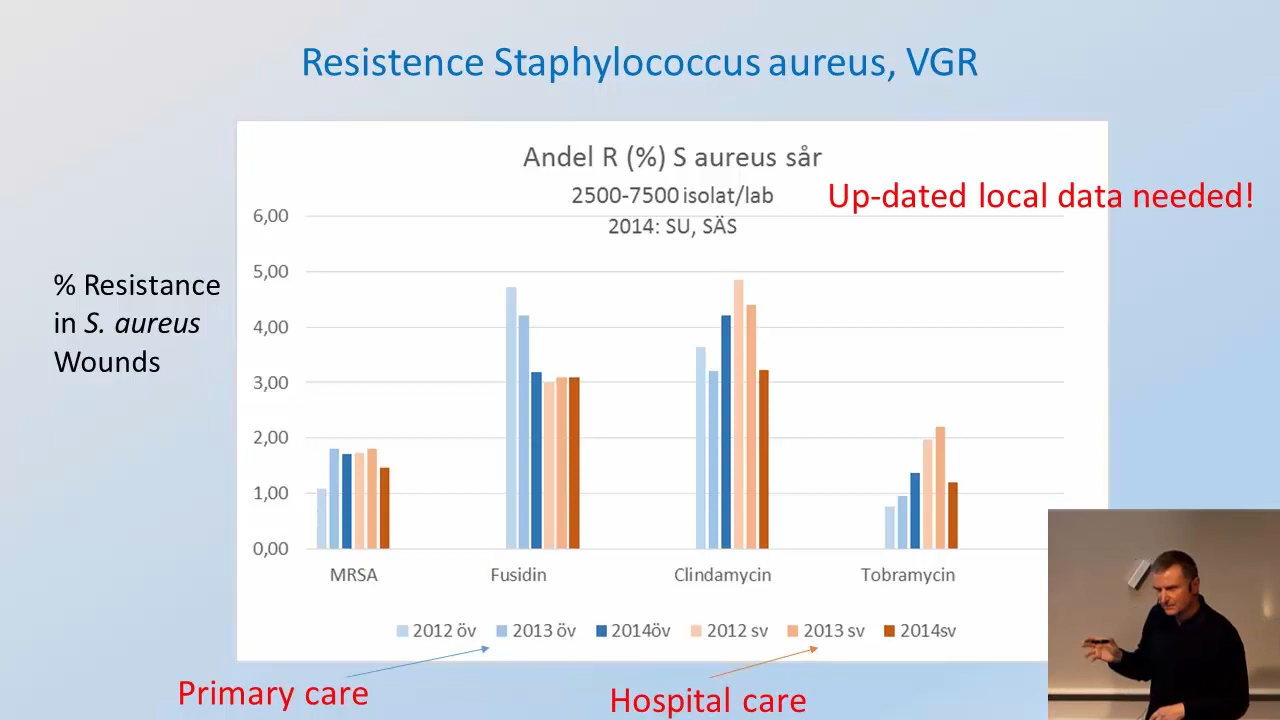 Resistence Staphylococcus aureus, VGR
Andel R (%) S aureus sår
2500-7500 isolat/lab
2014: SU, SÄS
Up-dated local data needed!
% Resistance
in S. aureus
Wounds
6,00
5,00
4,00
3,00
2,00
1,00
0,00
MRSA Fusidin Clindamycin Tobramycin
2012 öv 2013 öv 2014öv 2012 sv 2013 sv 2014sv
Primary care
Hospital care